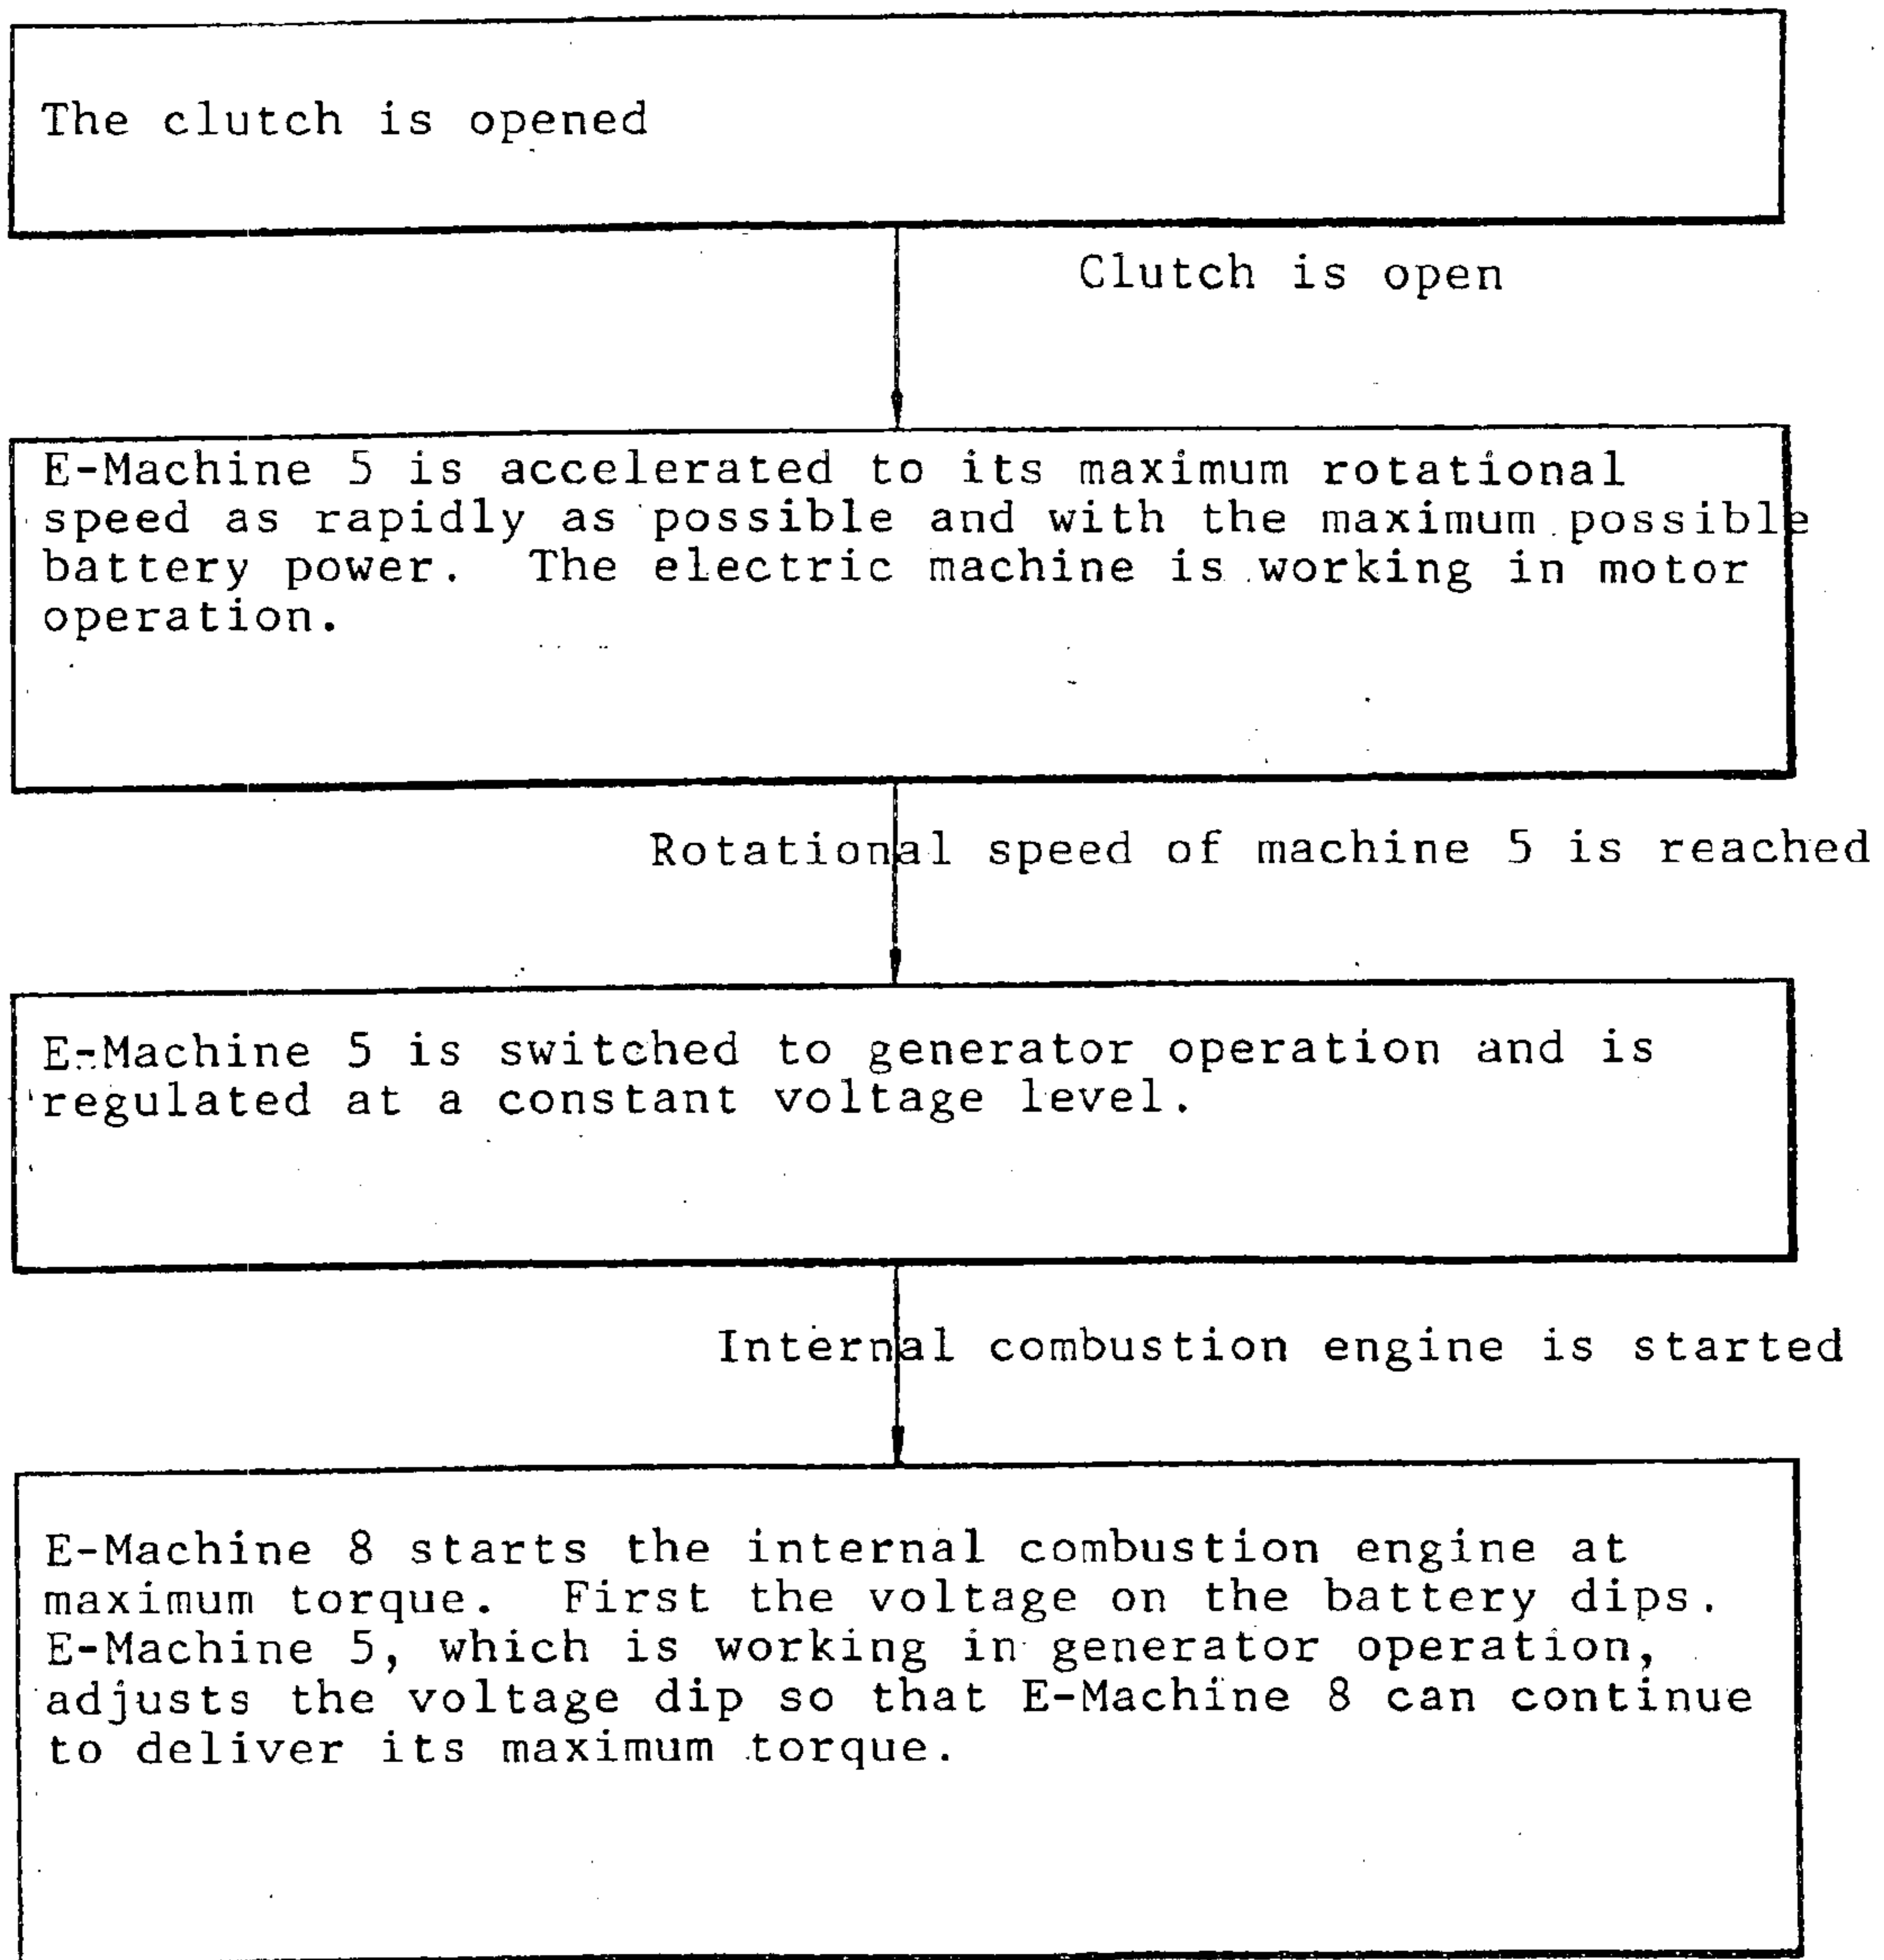 The clutch is opened
Clutch is open
E-Machine 5 is accelerated to its maximum rotational
speed as rapidly as possible and with the maximum possible
battery power. The electric machine is working in motor
operation.
Rotational speed of machine 5 is reached
E-Machine 5 is switched to generator operation and is
regulated at a constant voltage level.
Internal combustion engine is started
E-Machine 8 starts the internal combustion engine at
maximum torque. First the voltage on the battery dips.
E-Machine 5, which is working in generator operation,
adjusts the voltage dip so that E-Machine 8 can continue
to deliver its maximum torque.